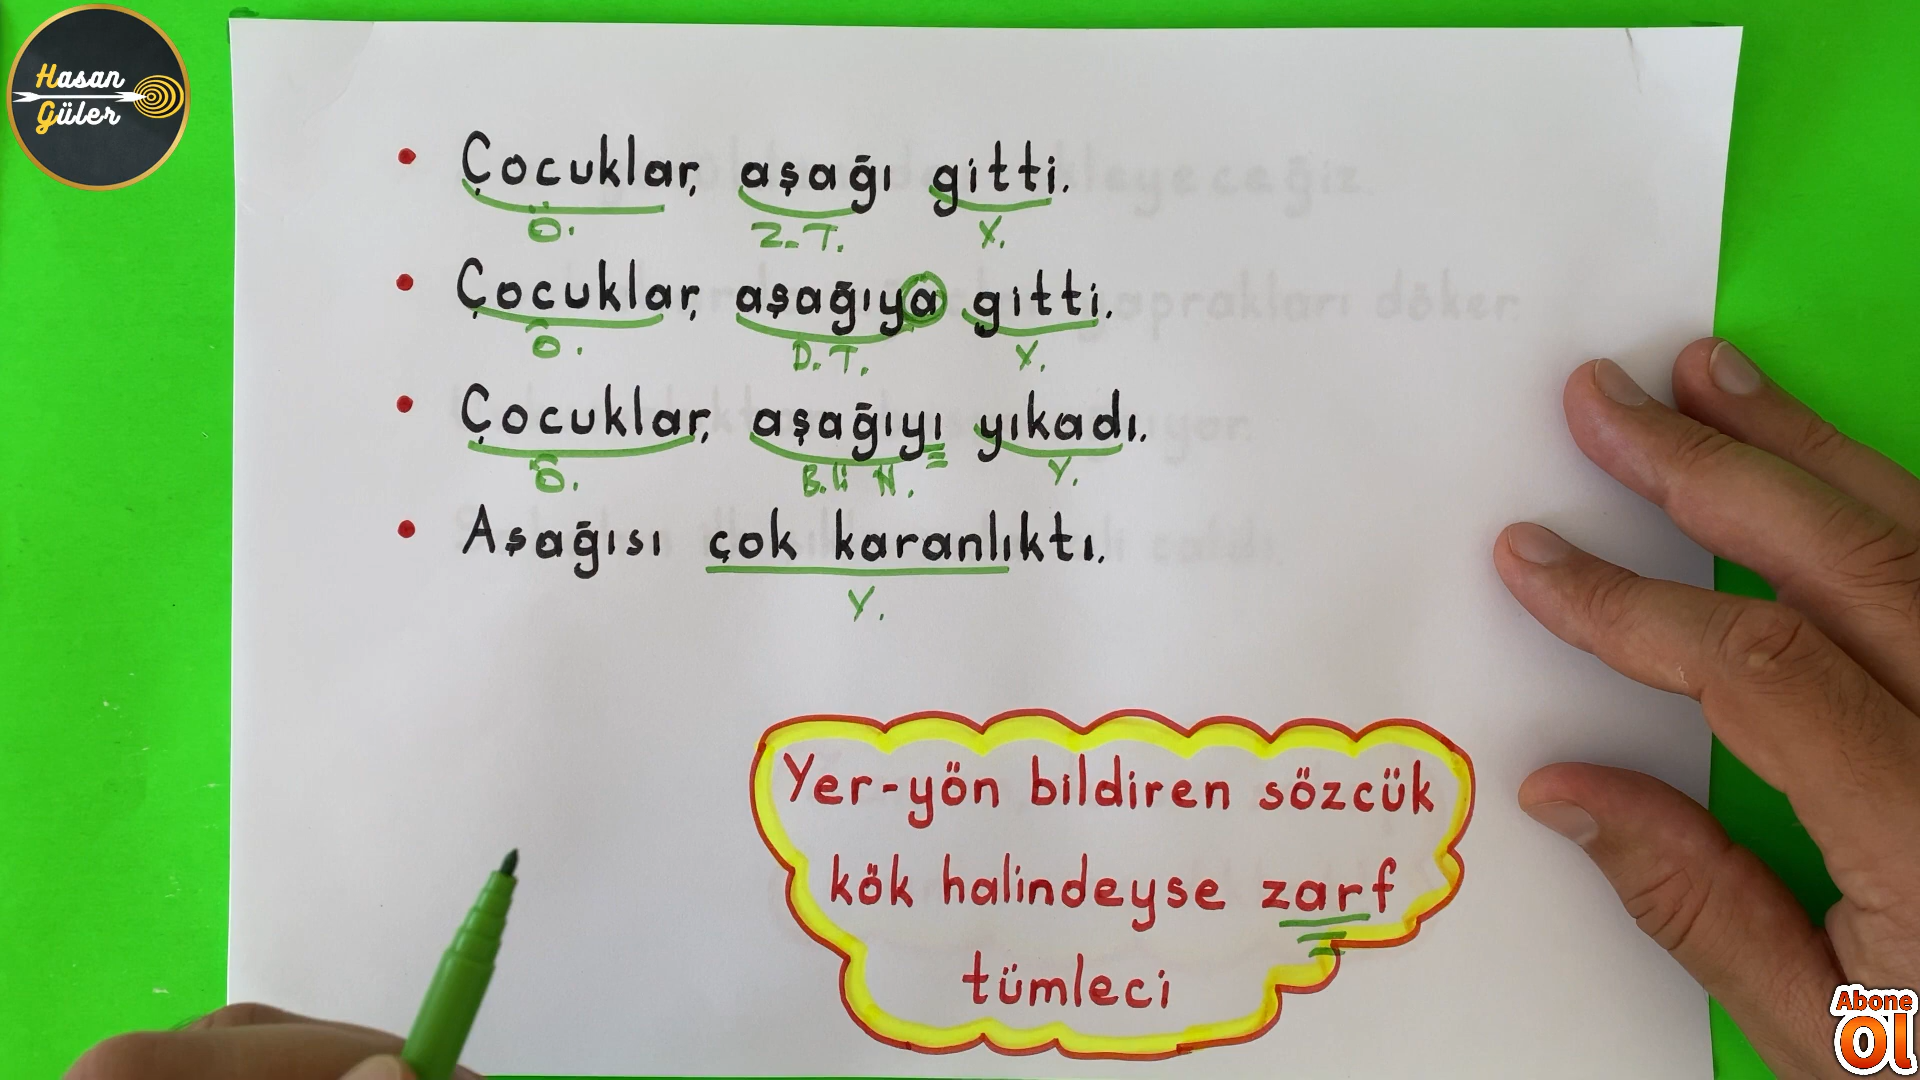 Hasan
Güler
• Çocuklar, aşağı gitti.
Ö. Z.T. Y.
• Çocuklar, aşağıya gitti.
Ö. D.T. Y.
• Çocuklar, aşağıyı yıkadı.
Ö. B.li N. Y.
• Aşağısı çok karanlıktı.
Y.
Yer-yön bildiren sözcük
kök halindeyse zarf
tümleci
Abone
Ol